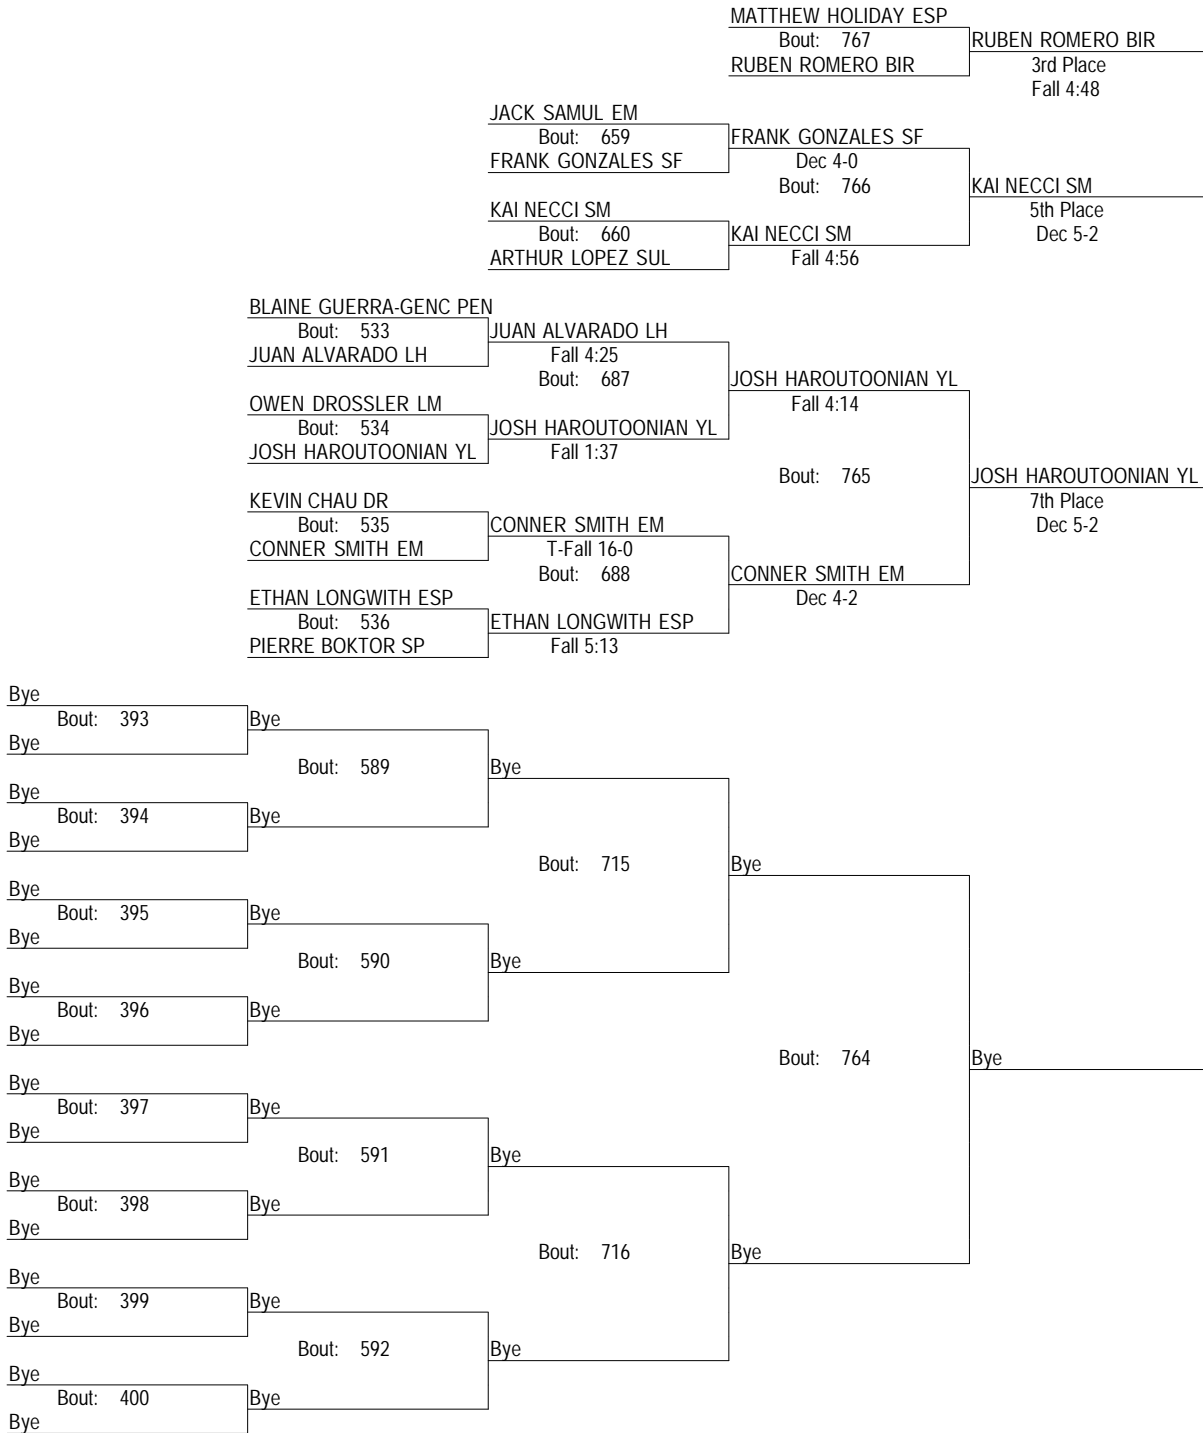 MATTHEW HOLIDAY ESP
Bout: 767
RUBEN ROMERO BIR
RUBEN ROMERO BIR
3rd Place
Fall 4:48
JACK SAMUL EM
Bout: 659
FRANK GONZALES SF
FRANK GONZALES SF
Dec 4-0
Bout: 766
KAI NECCI SM
5th Place
Dec 5-2
KAI NECCI SM
Bout: 660
ARTHUR LOPEZ SUL
KAI NECCI SM
Fall 4:56
BLAINE GUERRA-GENC PEN
Bout: 533
JUAN ALVARADO LH
JUAN ALVARADO LH
Fall 4:25
Bout: 687
JOSH HAROUTOONIAN YL
Fall 4:14
OWEN DROSSLER LM
Bout: 534
JOSH HAROUTOONIAN YL
JOSH HAROUTOONIAN YL
Fall 1:37
Bout: 765
JOSH HAROUTOONIAN YL
7th Place
Dec 5-2
KEVIN CHAU DR
Bout: 535
CONNER SMITH EM
CONNER SMITH EM
T-Fall 16-0
Bout: 688
CONNER SMITH EM
Dec 4-2
ETHAN LONGWITH ESP
Bout: 536
PIERRE BOKTOR SP
ETHAN LONGWITH ESP
Fall 5:13
Bye
Bout: 393
Bye
Bye
Bout: 589
Bye
Bye
Bout: 394
Bye
Bye
Bout: 715
Bye
Bye
Bout: 395
Bye
Bye
Bout: 590
Bye
Bye
Bout: 396
Bye
Bye
Bout: 764
Bye
Bye
Bout: 397
Bye
Bye
Bout: 591
Bye
Bye
Bout: 398
Bye
Bye
Bout: 716
Bye
Bye
Bout: 399
Bye
Bye
Bout: 592
Bye
Bye
Bout: 400
Bye
Bye